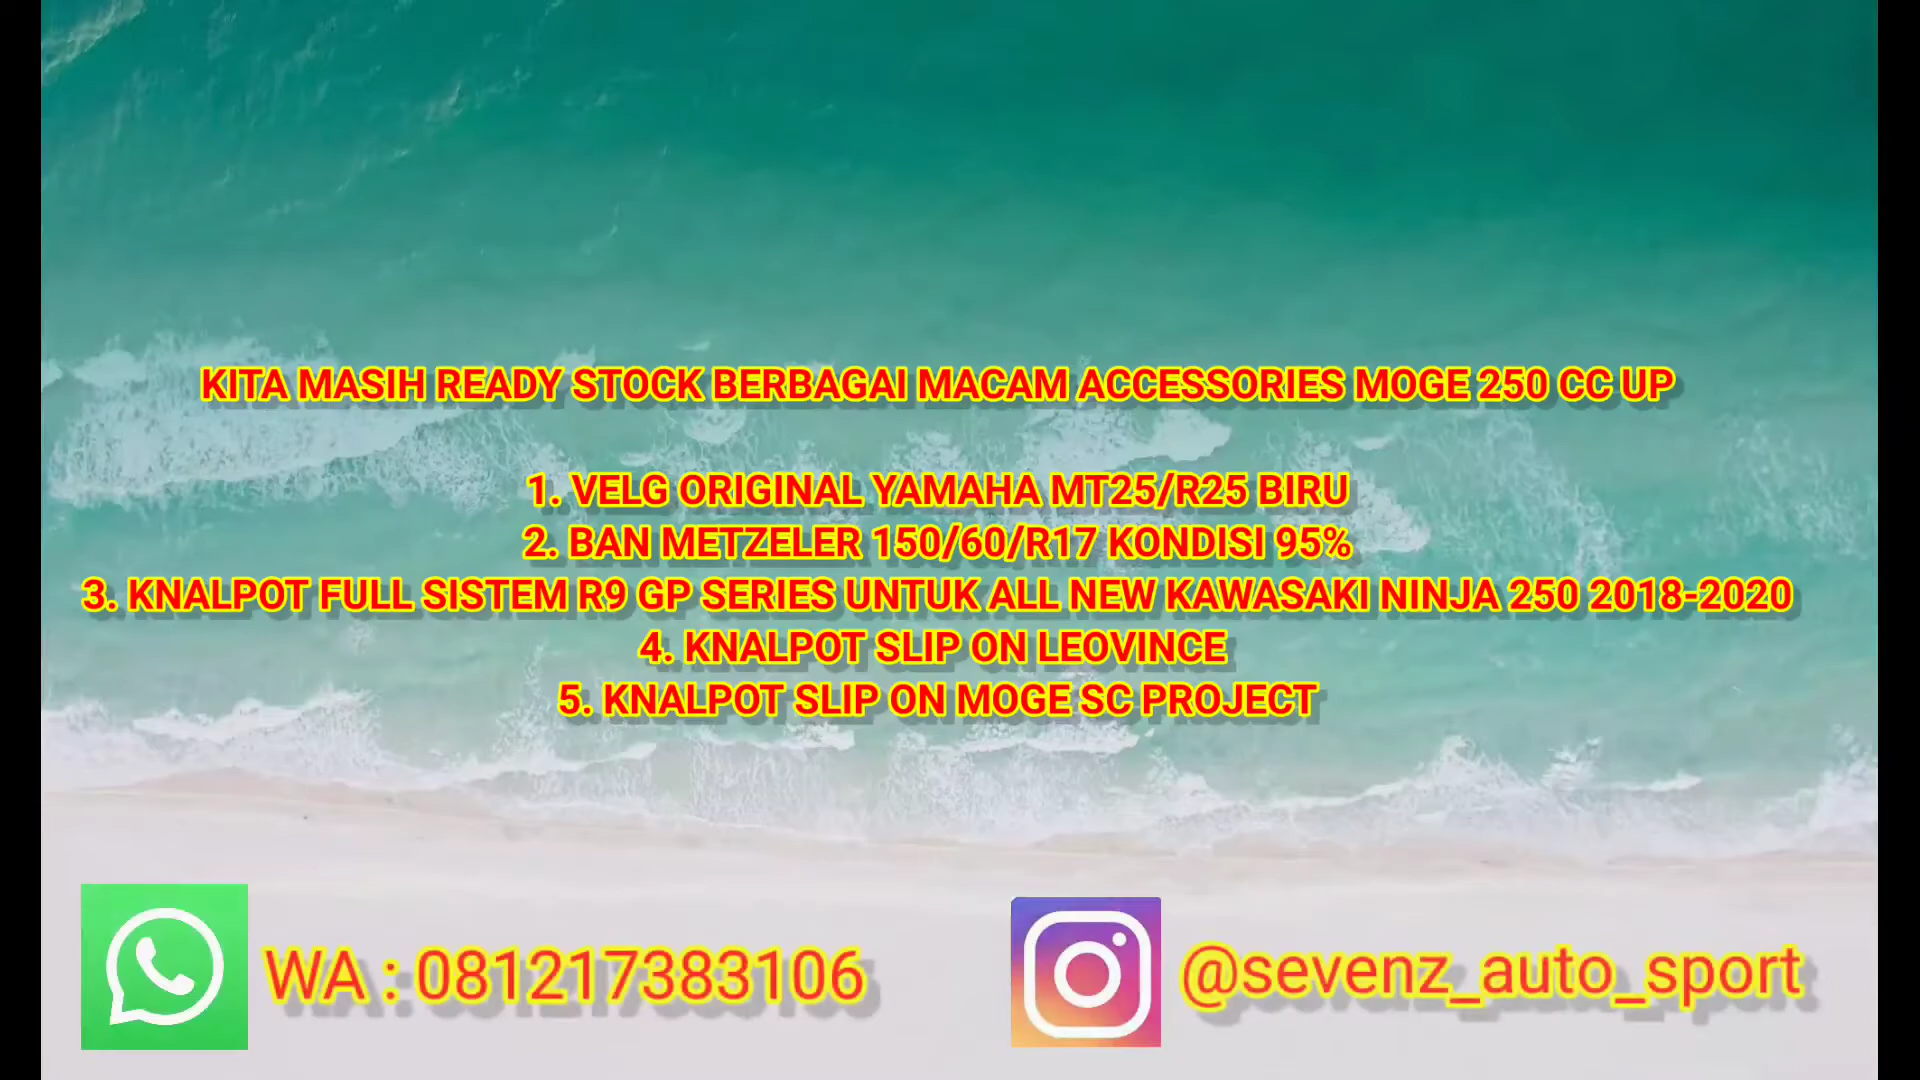 KITA MASIH READY STOCK BERBAGAI MACAM ACCESSORIES MOGE 250 CC UP
1. VELG ORIGINAL YAMAHA MT25/R25 BIRU
2. BAN METZELER 150/60/R17 KONDISI 95%
3. KNALPOT FULL SISTEM R9 GP SERIES UNTUK ALL NEW KAWASAKI NINJA 250 2018-2020
4. KNALPOT SLIP ON LEOVINCE
5. KNALPOT SLIP ON MOGE SC PROJECT
WA : 081217383106
@sevenz_auto_sport